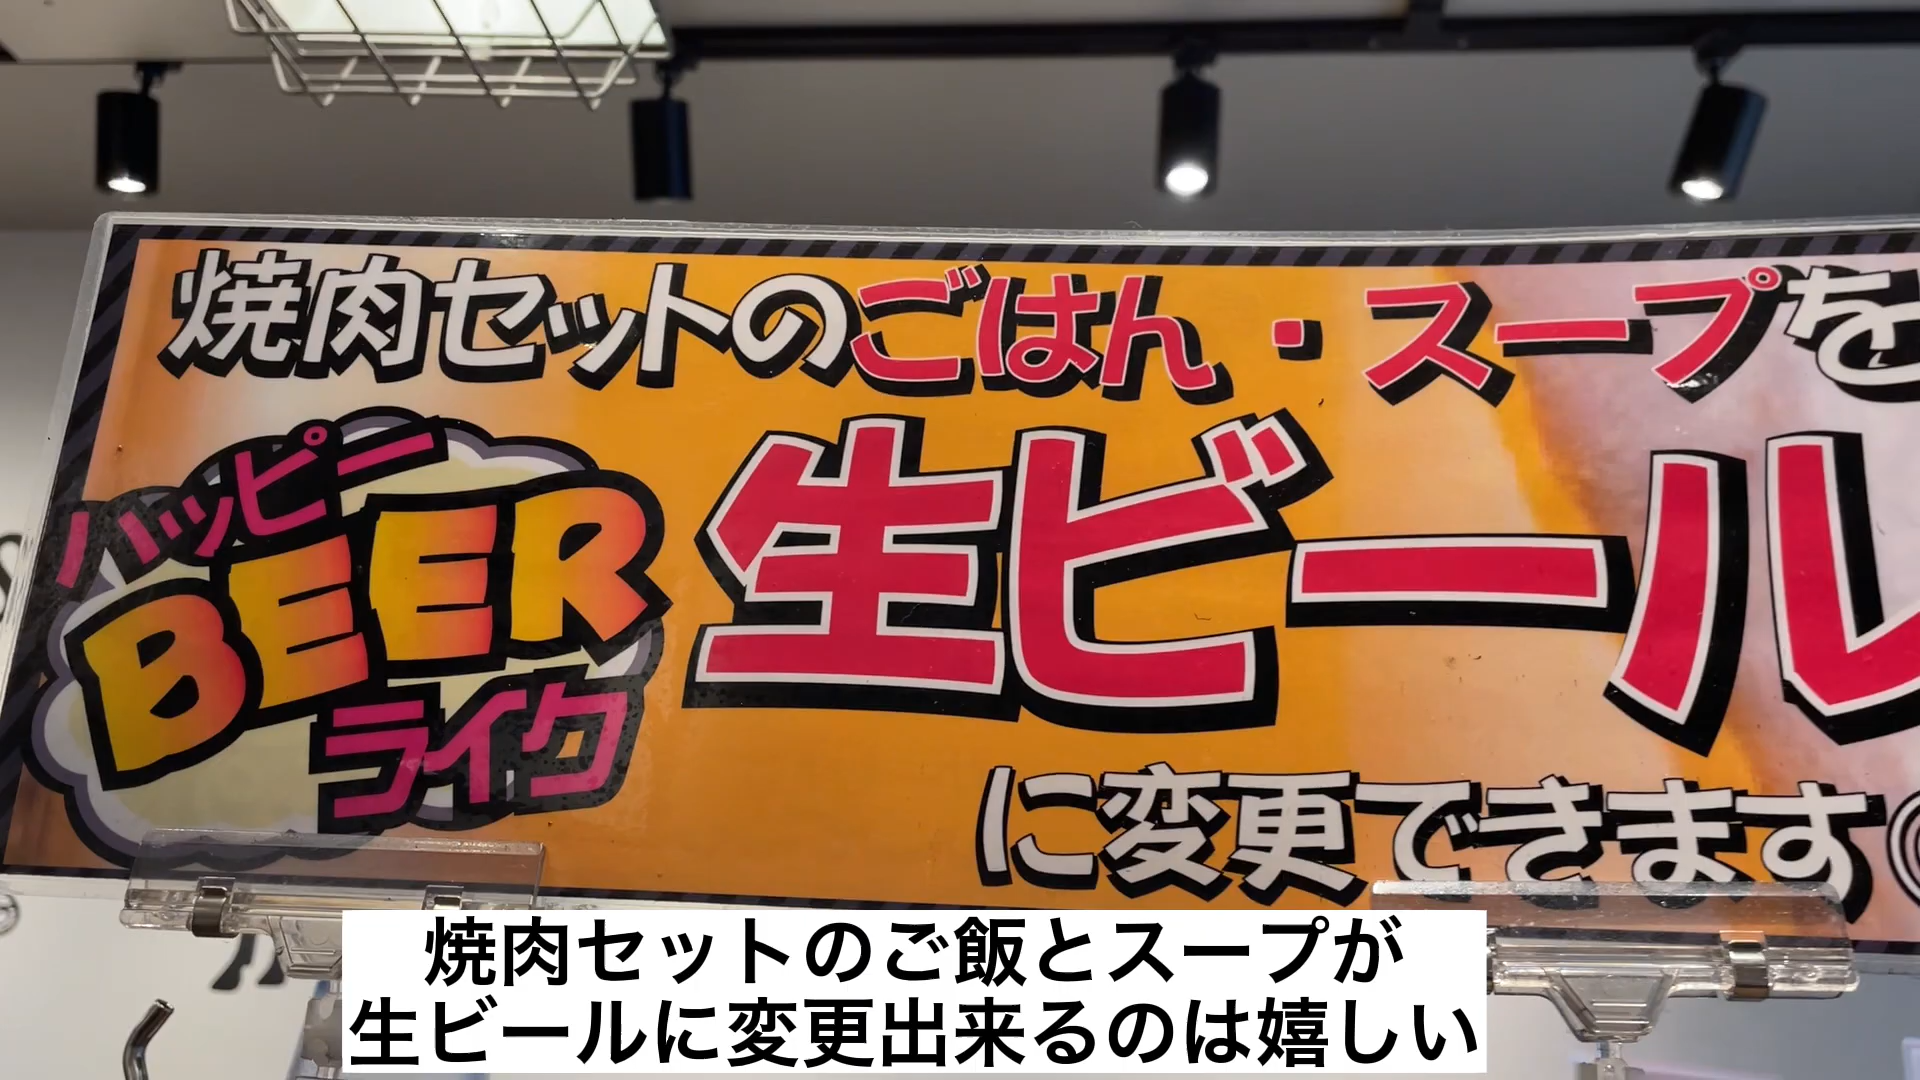 焼肉セットのごはん・スープを
ハッピー
BEER
ライク
生ビール
に変更できます
焼肉セットのご飯とスープが
生ビールに変更出来るのは嬉しい